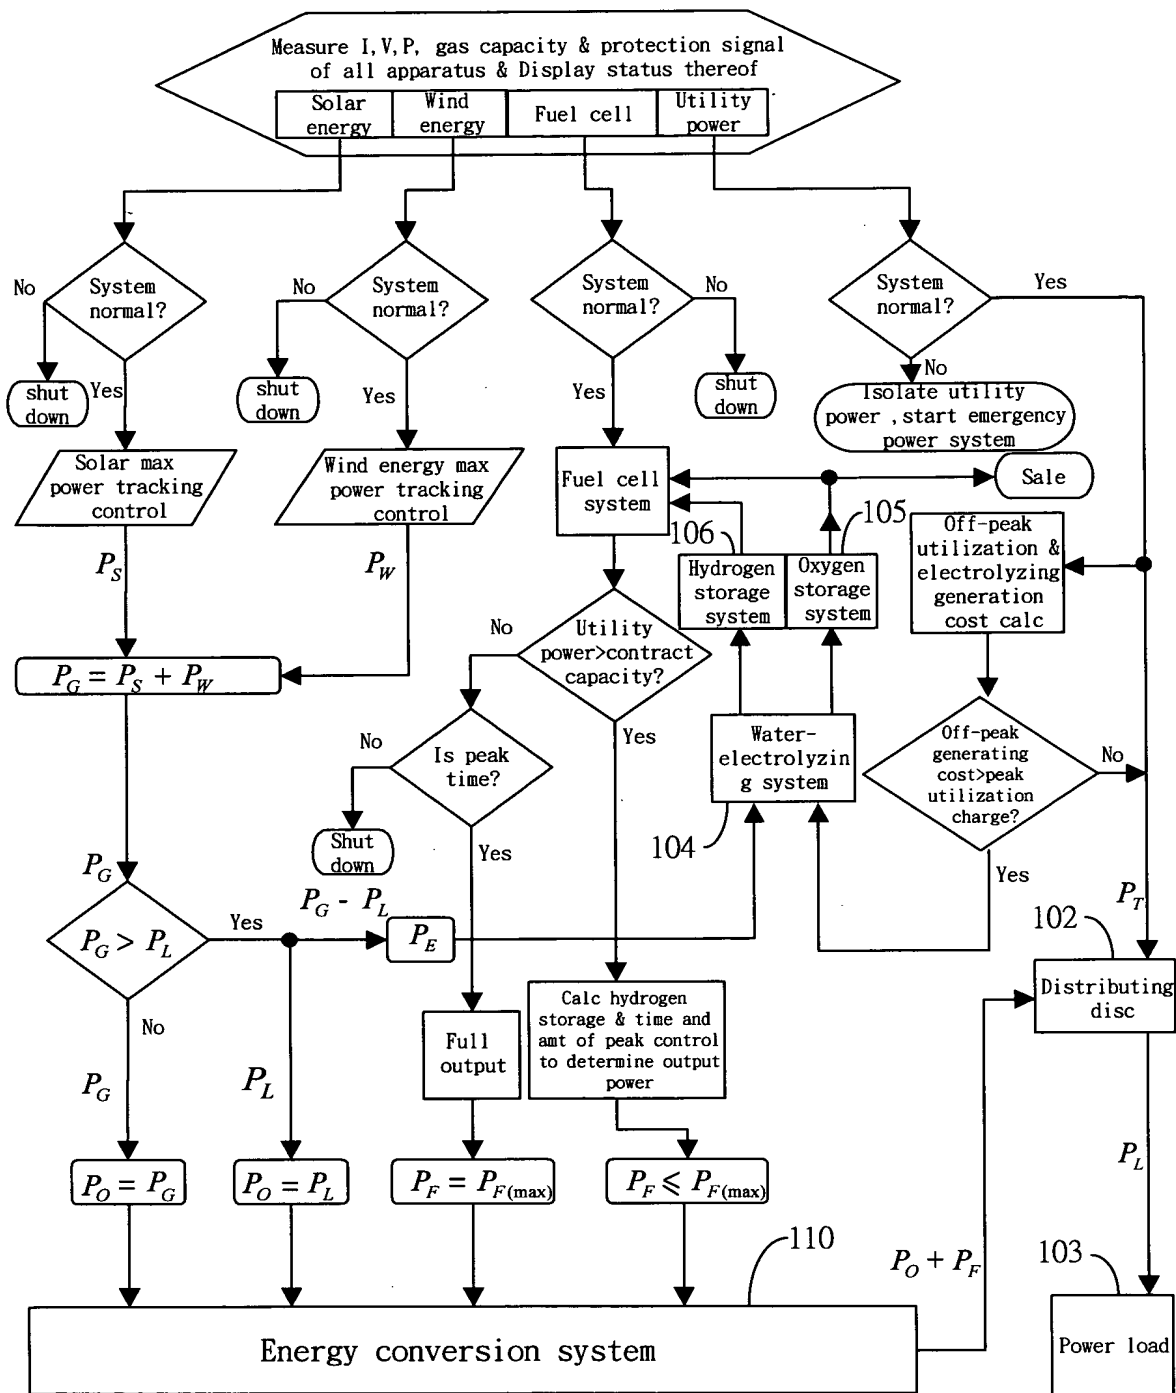 Measure I,V,P, gas capacity & protection signal
of all apparatus & Display status thereof
Solar
energy
Wind
energy
Fuel cell
Utility
power
System
normal?
No
Yes
shut
down
System
normal?
No
Yes
shut
down
System
normal?
No
Yes
shut
down
System
normal?
Yes
No
Isolate utility
power ,start emergency
power system
Solar max
power tracking
control
Wind energy max
power tracking
control
Fuel cell
system
Sale
106
105
Hydrogen
storage
system
Oxygen
storage
system
Off-peak
utilization &
electrolyzing
generation
cost calc
P_S
P_W
P_G = P_S + P_W
No
Utility
power>contract
capacity?
Yes
No
Is peak
time?
Yes
Shut
down
Water-
electrolyzin
g system
104
Off-peak
generating
cost>peak
utilization
charge?
No
Yes
P_T
P_G
P_G > P_L
Yes
No
P_G - P_L
P_E
102
Distributing
disc
Full
output
Calc hydrogen
storage & time and
amt of peak control
to determine output
power
P_G
P_L
P_L
P_O = P_G
P_O = P_L
P_F = P_F(max)
P_F ≤ P_F(max)
110
P_O + P_F
103
Energy conversion system
Power load